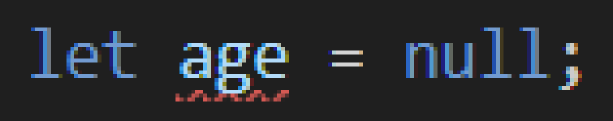 let age = null;